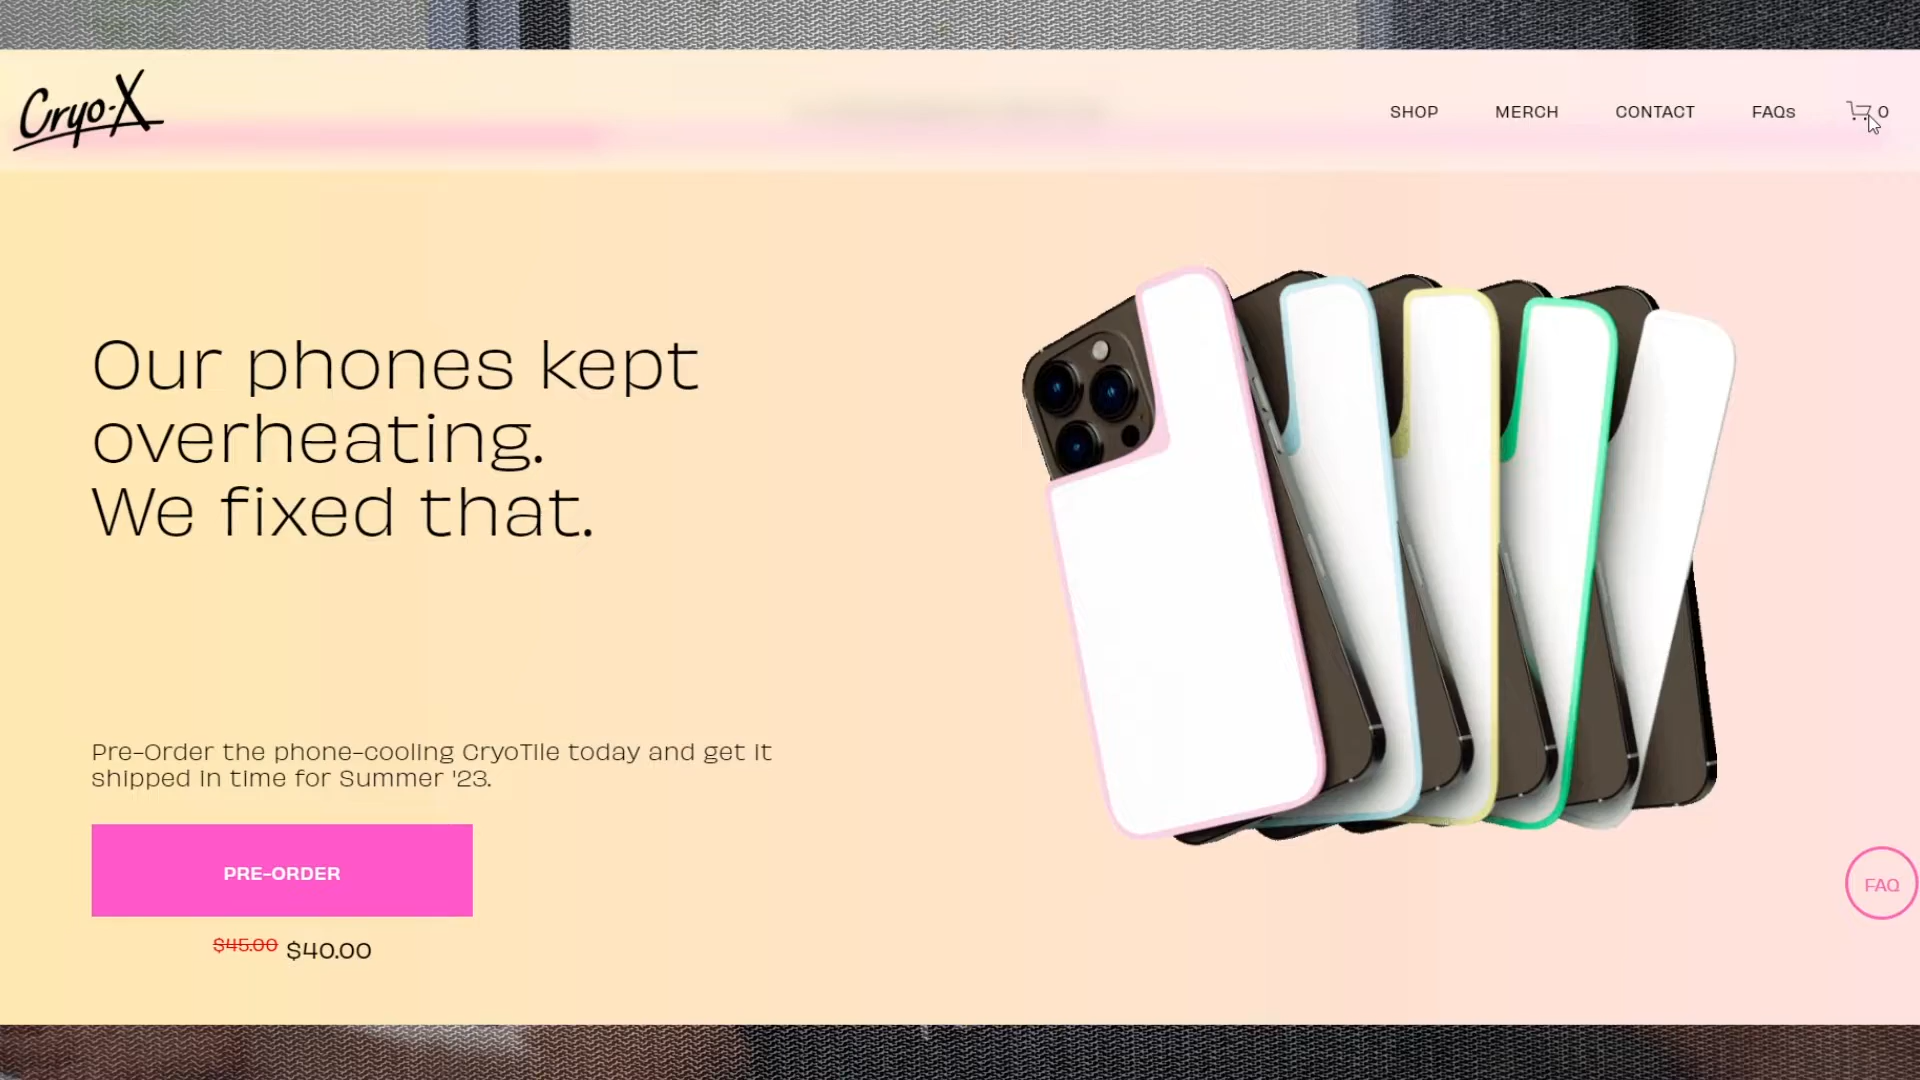 Cryo-X
SHOP MERCH CONTACT FAQs 0
Our phones kept
overheating.
We fixed that.
Pre-Order the phone-cooling CryoTile today and get it
shipped in time for Summer '23.
PRE-ORDER
$45.00 $40.00
FAQ